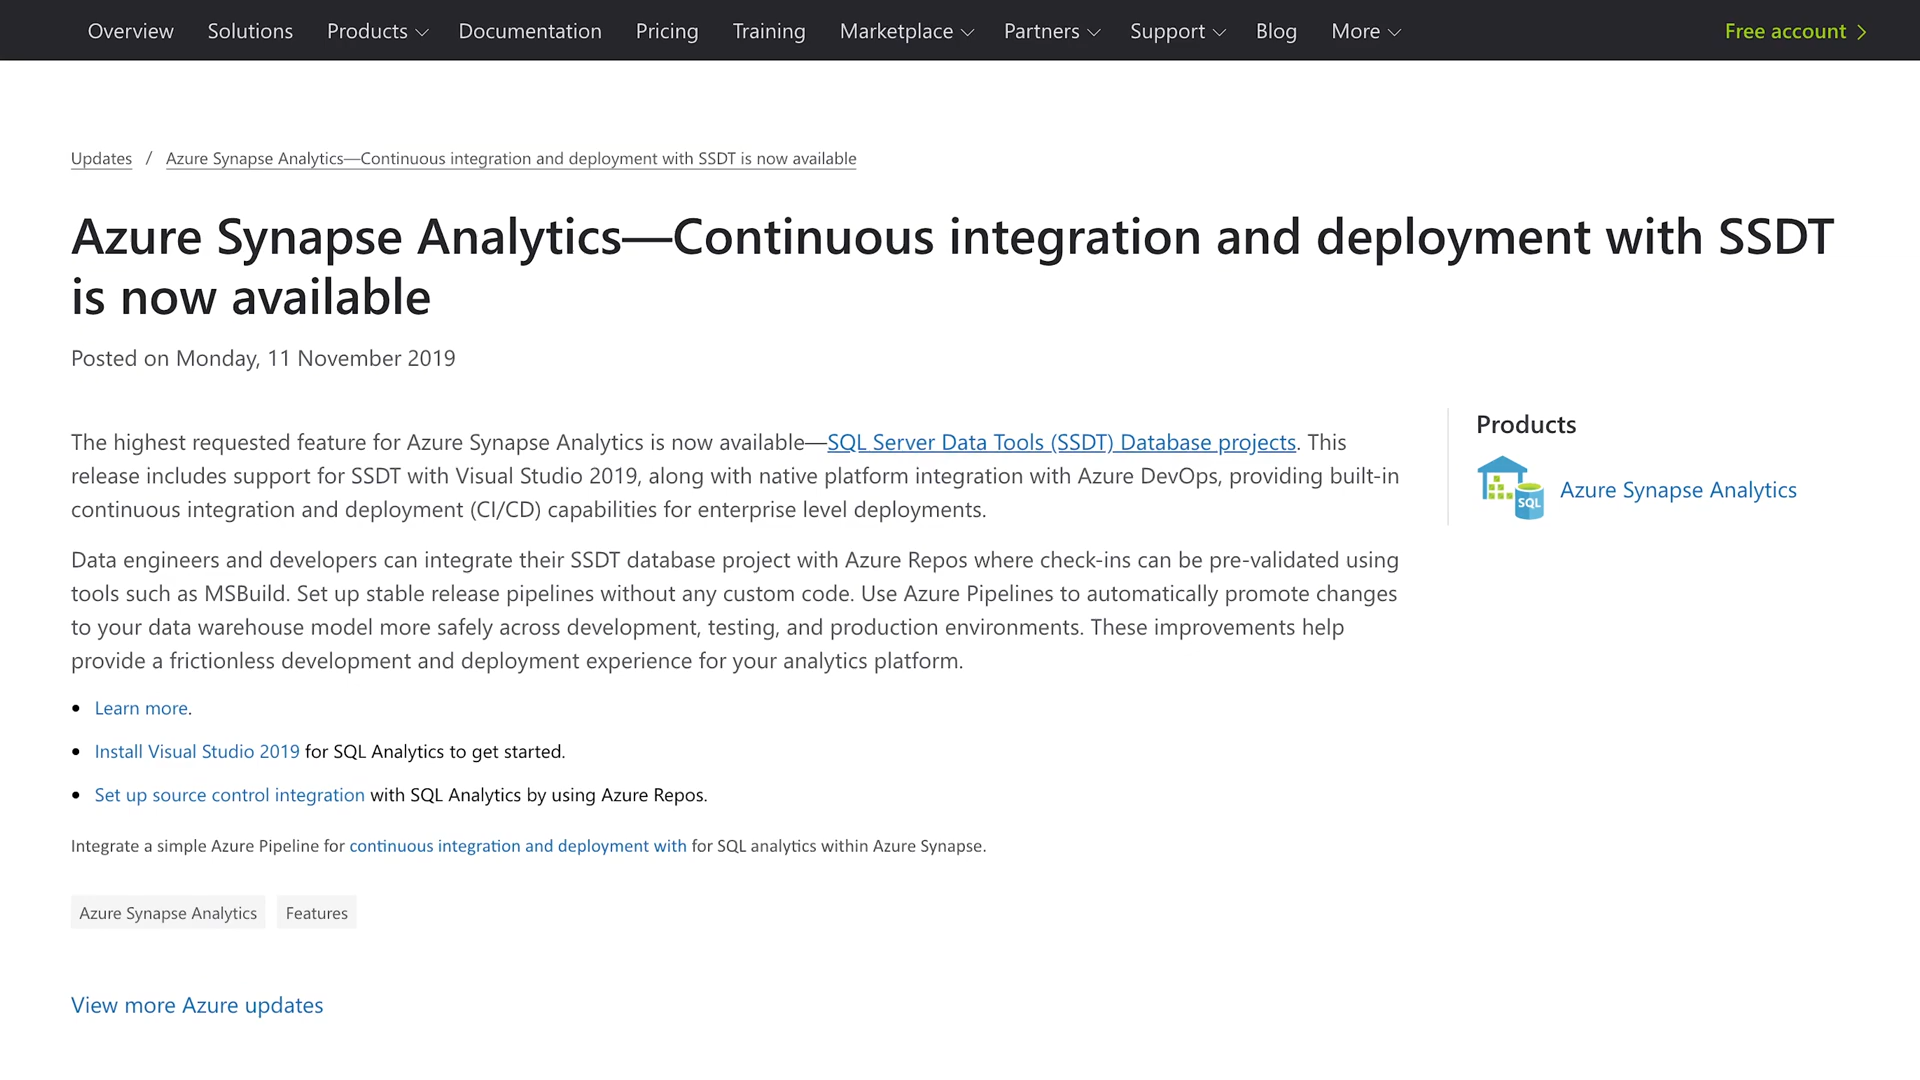 Overview Solutions Products Documentation Pricing Training Marketplace Partners Support Blog More Free account
Updates / Azure Synapse Analytics—Continuous integration and deployment with SSDT is now available
Azure Synapse Analytics—Continuous integration and deployment with SSDT
is now available
Posted on Monday, 11 November 2019
The highest requested feature for Azure Synapse Analytics is now available—SQL Server Data Tools (SSDT) Database projects. This
release includes support for SSDT with Visual Studio 2019, along with native platform integration with Azure DevOps, providing built-in
continuous integration and deployment (CI/CD) capabilities for enterprise level deployments.
Data engineers and developers can integrate their SSDT database project with Azure Repos where check-ins can be pre-validated using
tools such as MSBuild. Set up stable release pipelines without any custom code. Use Azure Pipelines to automatically promote changes
to your data warehouse model more safely across development, testing, and production environments. These improvements help
provide a frictionless development and deployment experience for your analytics platform.
• Learn more.
• Install Visual Studio 2019 for SQL Analytics to get started.
• Set up source control integration with SQL Analytics by using Azure Repos.
Integrate a simple Azure Pipeline for continuous integration and deployment with for SQL analytics within Azure Synapse.
Azure Synapse Analytics Features
View more Azure updates
Products
SQL
Azure Synapse Analytics